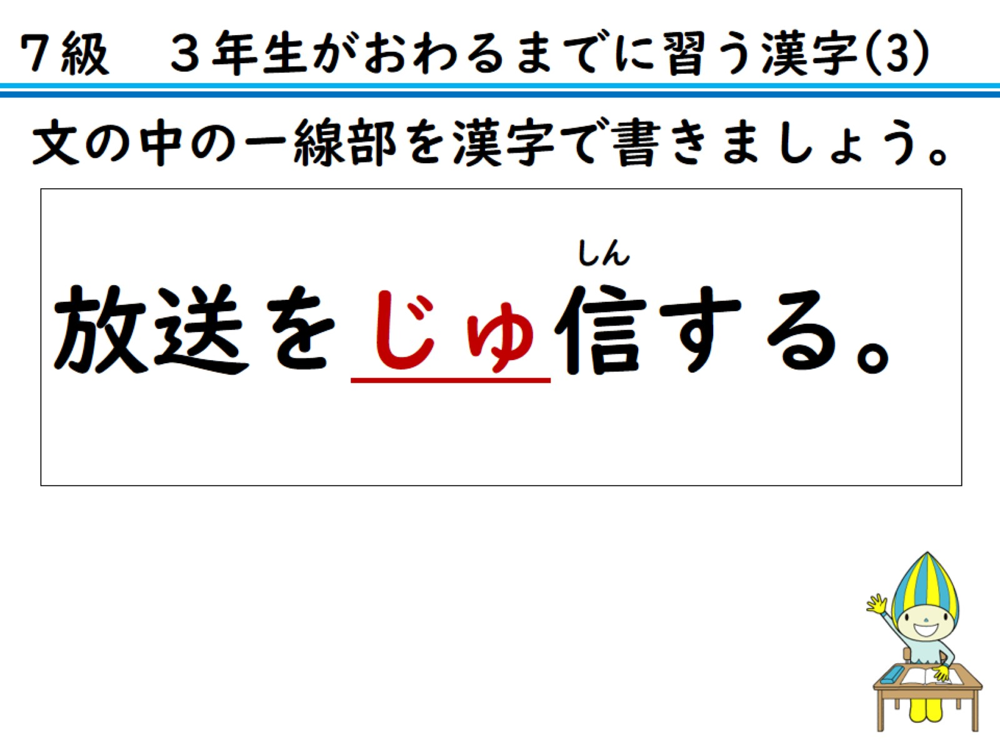 ７級　３年生がおわるまでに習う漢字(3)
文の中の一線部を漢字で書きましょう。
しん
放送をじゅ信する。